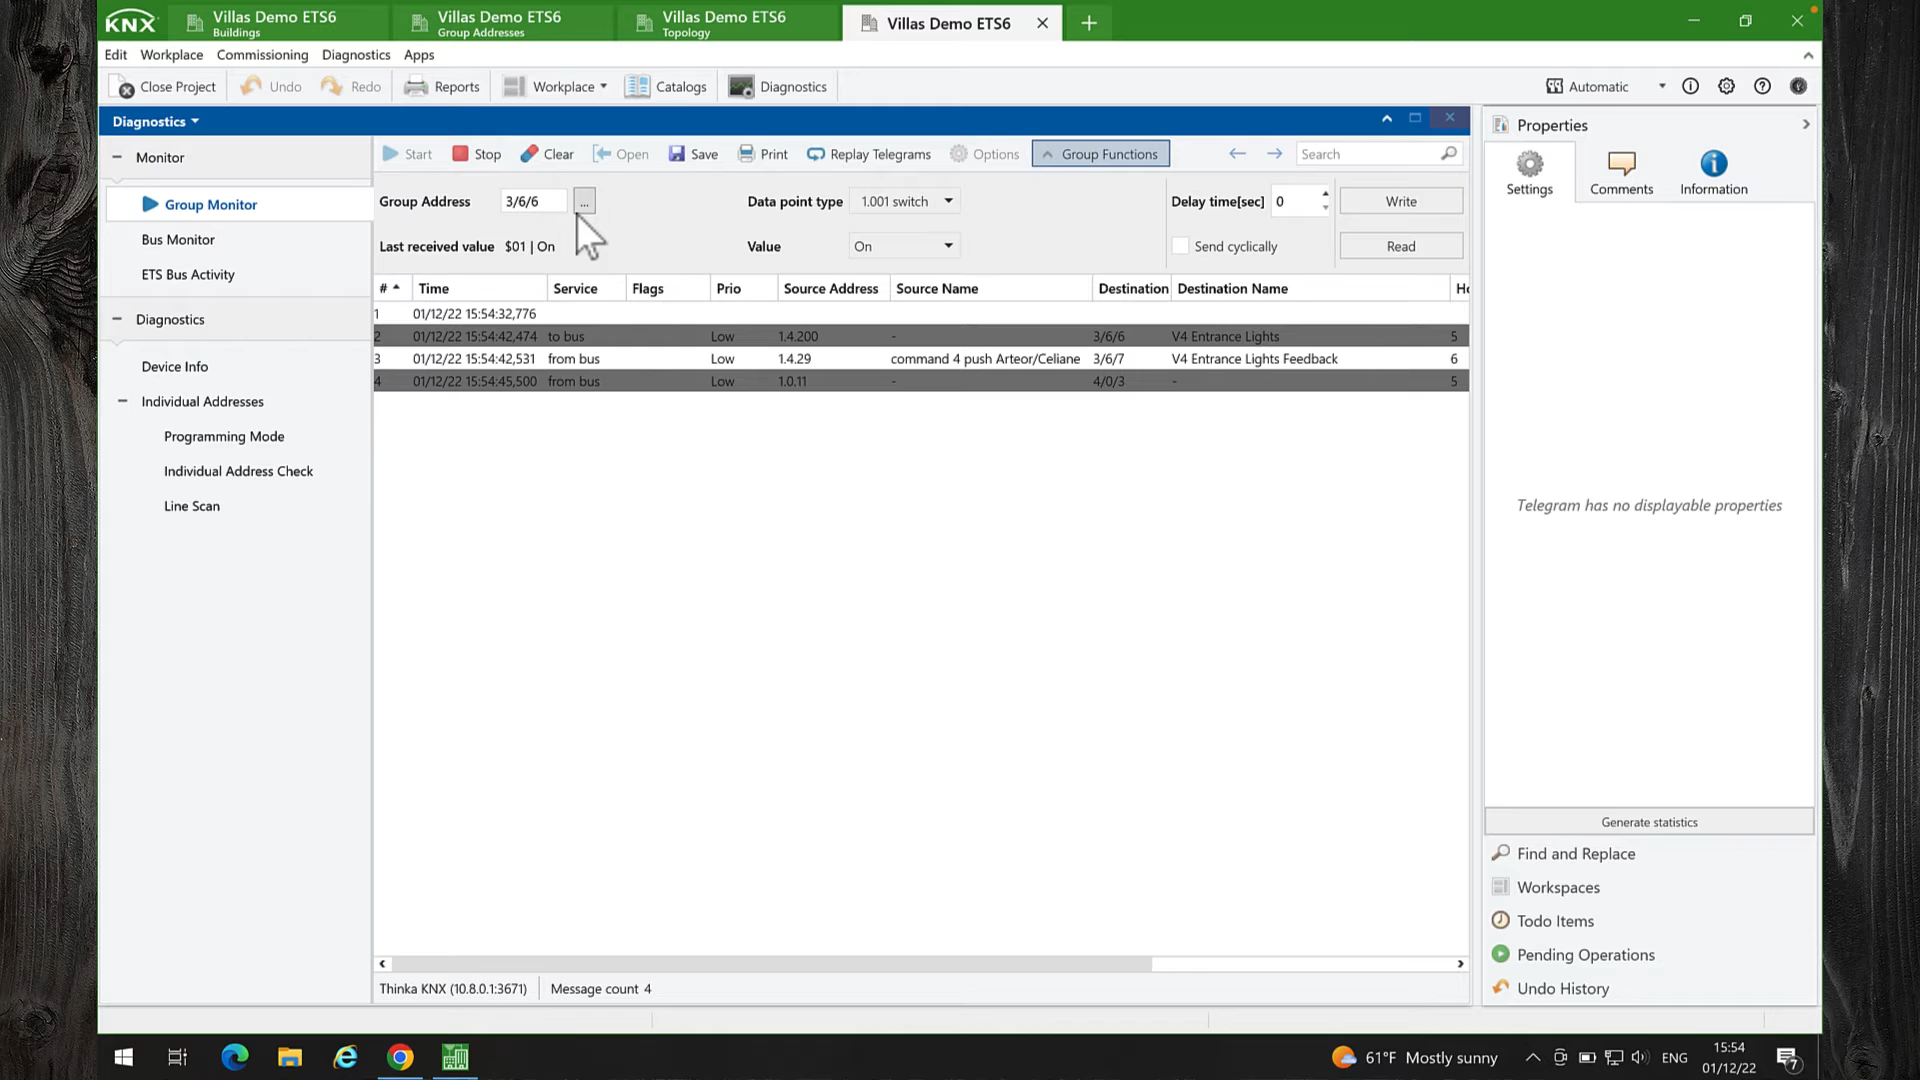 KNX
Villas Demo ETS6
Buildings
Villas Demo ETS6
Group Addresses
Villas Demo ETS6
Topology
Villas Demo ETS6
Edit Workplace Commissioning Diagnostics Apps
Close Project Undo Redo Reports Workplace Catalogs Diagnostics Automatic
Diagnostics
Monitor
Group Monitor
Bus Monitor
ETS Bus Activity
Diagnostics
Device Info
Individual Addresses
Programming Mode
Individual Address Check
Line Scan
Start Stop Clear Open Save Print Replay Telegrams Options Group Functions Search
Group Address 3/6/6 ... Data point type 1.001 switch Delay time[sec] 0 Write
Last received value $01 | On Value On Send cyclically Read
# Time Service Flags Prio Source Address Source Name Destination Destination Name
1 01/12/22 15:54:32,776
2 01/12/22 15:54:42,474 to bus Low 1.4.200 - 3/6/6 V4 Entrance Lights 5
3 01/12/22 15:54:42,531 from bus Low 1.4.29 command 4 push Arteor/Celiane 3/6/7 V4 Entrance Lights Feedback 6
4 01/12/22 15:54:45,500 from bus Low 1.0.11 - 4/0/3 - 5
Thinka KNX (10.8.0.1:3671) Message count 4
Properties
Settings Comments Information
Telegram has no displayable properties
Generate statistics
Find and Replace
Workspaces
Todo Items
Pending Operations
Undo History
61°F Mostly sunny ENG
15:54
01/12/22
7